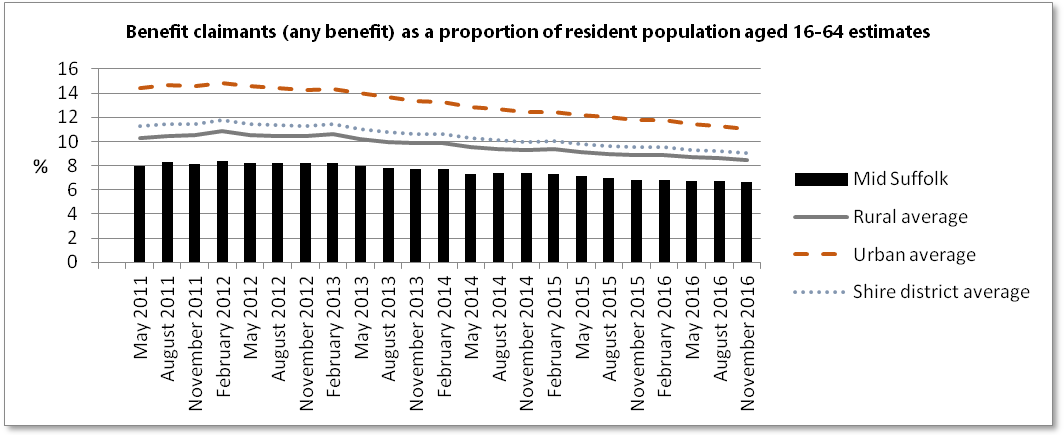 Benefit claimants (any benefit) as a proportion of resident population aged 16-64 estimates
16
14
12
10
8
6
4
2
0
%
May 2011
August 2011
November 2011
February 2012
May 2012
August 2012
November 2012
February 2013
May 2013
August 2013
November 2013
February 2014
May 2014
August 2014
November 2014
February 2015
May 2015
August 2015
November 2015
February 2016
May 2016
August 2016
November 2016
Mid Suffolk
Rural average
Urban average
Shire district average